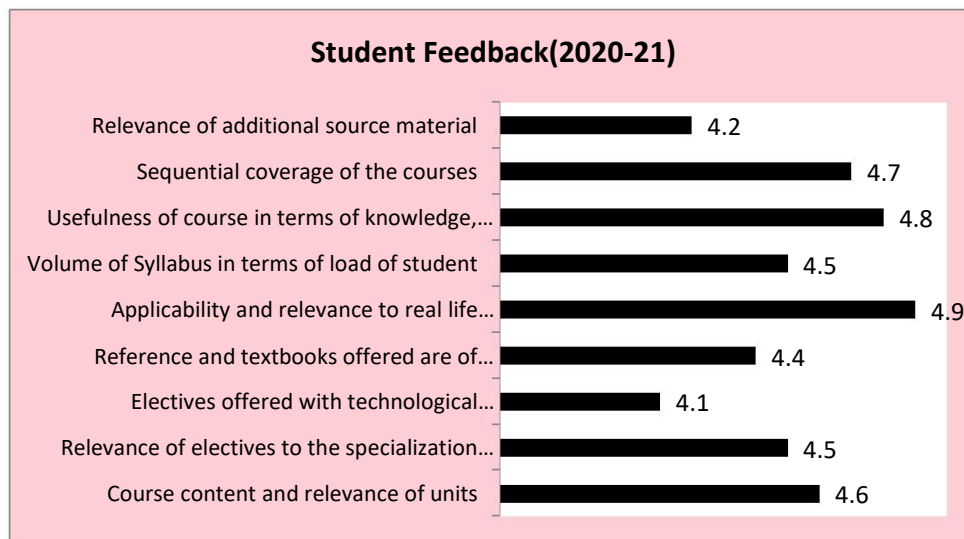 Student Feedback(2020-21)
Relevance of additional source material 4.2
Sequential coverage of the courses 4.7
Usefulness of course in terms of knowledge,... 4.8
Volume of Syllabus in terms of load of student 4.5
Applicability and relevance to real life... 4.9
Reference and textbooks offered are of... 4.4
Electives offered with technological... 4.1
Relevance of electives to the specialization... 4.5
Course content and relevance of units 4.6